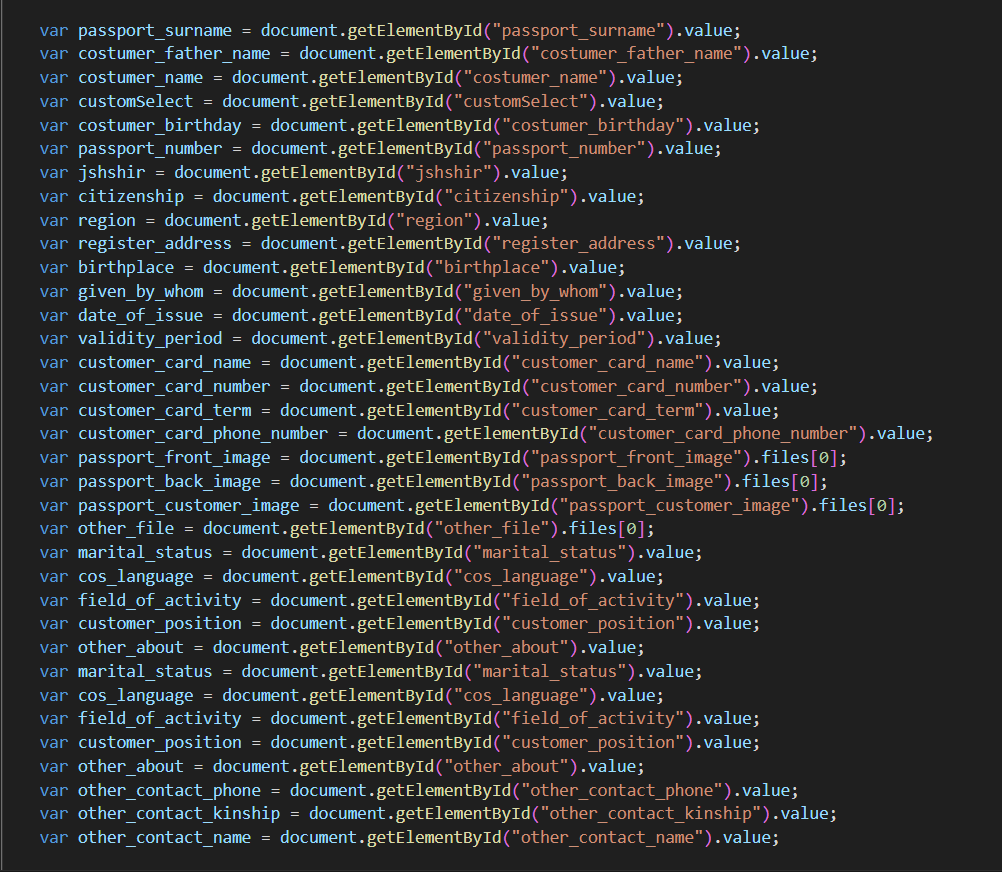 var passport_surname = document.getElementById("passport_surname").value;
var costumer_father_name = document.getElementById("costumer_father_name").value;
var costumer_name = document.getElementById("costumer_name").value;
var customSelect = document.getElementById("customSelect").value;
var costumer_birthday = document.getElementById("costumer_birthday").value;
var passport_number = document.getElementById("passport_number").value;
var jshshir = document.getElementById("jshshir").value;
var citizenship = document.getElementById("citizenship").value;
var region = document.getElementById("region").value;
var register_address = document.getElementById("register_address").value;
var birthplace = document.getElementById("birthplace").value;
var given_by_whom = document.getElementById("given_by_whom").value;
var date_of_issue = document.getElementById("date_of_issue").value;
var validity_period = document.getElementById("validity_period").value;
var customer_card_name = document.getElementById("customer_card_name").value;
var customer_card_number = document.getElementById("customer_card_number").value;
var customer_card_term = document.getElementById("customer_card_term").value;
var customer_card_phone_number = document.getElementById("customer_card_phone_number").value;
var passport_front_image = document.getElementById("passport_front_image").files[0];
var passport_back_image = document.getElementById("passport_back_image").files[0];
var passport_customer_image = document.getElementById("passport_customer_image").files[0];
var other_file = document.getElementById("other_file").files[0];
var marital_status = document.getElementById("marital_status").value;
var cos_language = document.getElementById("cos_language").value;
var field_of_activity = document.getElementById("field_of_activity").value;
var customer_position = document.getElementById("customer_position").value;
var other_about = document.getElementById("other_about").value;
var marital_status = document.getElementById("marital_status").value;
var cos_language = document.getElementById("cos_language").value;
var field_of_activity = document.getElementById("field_of_activity").value;
var customer_position = document.getElementById("customer_position").value;
var other_about = document.getElementById("other_about").value;
var other_contact_phone = document.getElementById("other_contact_phone").value;
var other_contact_kinship = document.getElementById("other_contact_kinship").value;
var other_contact_name = document.getElementById("other_contact_name").value;